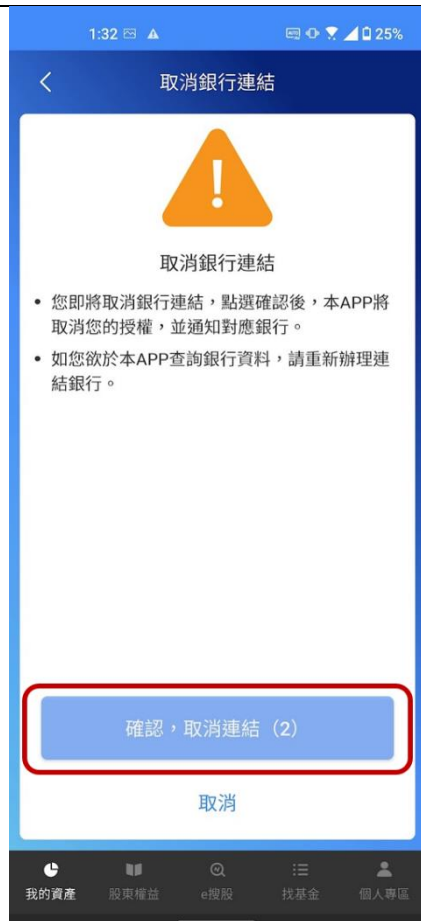 1:32
25%
取消銀行連結
取消銀行連結
• 您即將取消銀行連結，點選確認後，本APP將
取消您的授權，並通知對應銀行。
• 如您欲於本APP查詢銀行資料，請重新辦理連
結銀行。
確認，取消連結（2）
取消
我的資產 股東權益 e搜股 找基金 個人專區